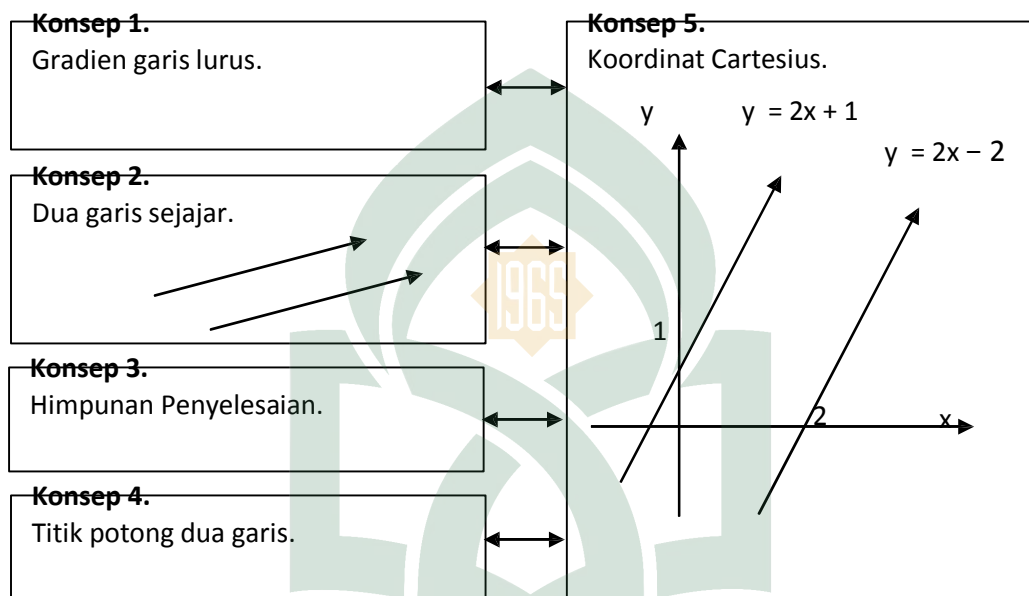 Konsep 1.
Gradien garis lurus.
Konsep 2.
Dua garis sejajar.
Konsep 3.
Himpunan Penyelesaian.
Konsep 4.
Titik potong dua garis.
Konsep 5.
Koordinat Cartesius.
y
y = 2x + 1
y = 2x – 2
1
2
x
1965